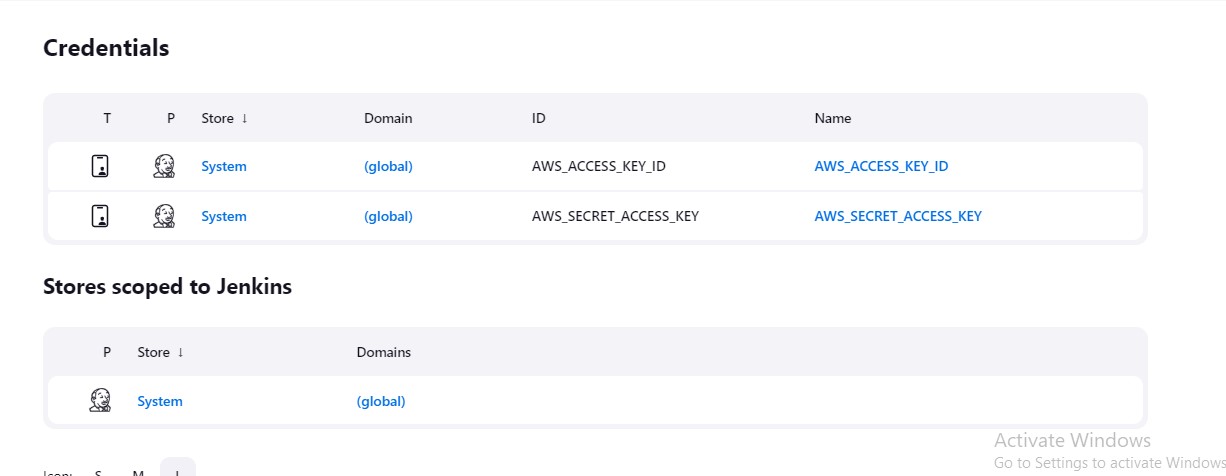 Credentials
T P Store ↓ Domain ID Name
System (global) AWS_ACCESS_KEY_ID AWS_ACCESS_KEY_ID
System (global) AWS_SECRET_ACCESS_KEY AWS_SECRET_ACCESS_KEY
Stores scoped to Jenkins
P Store ↓ Domains
System (global)
Activate Windows
Go to Settings to activate Windows
Icon: S M L